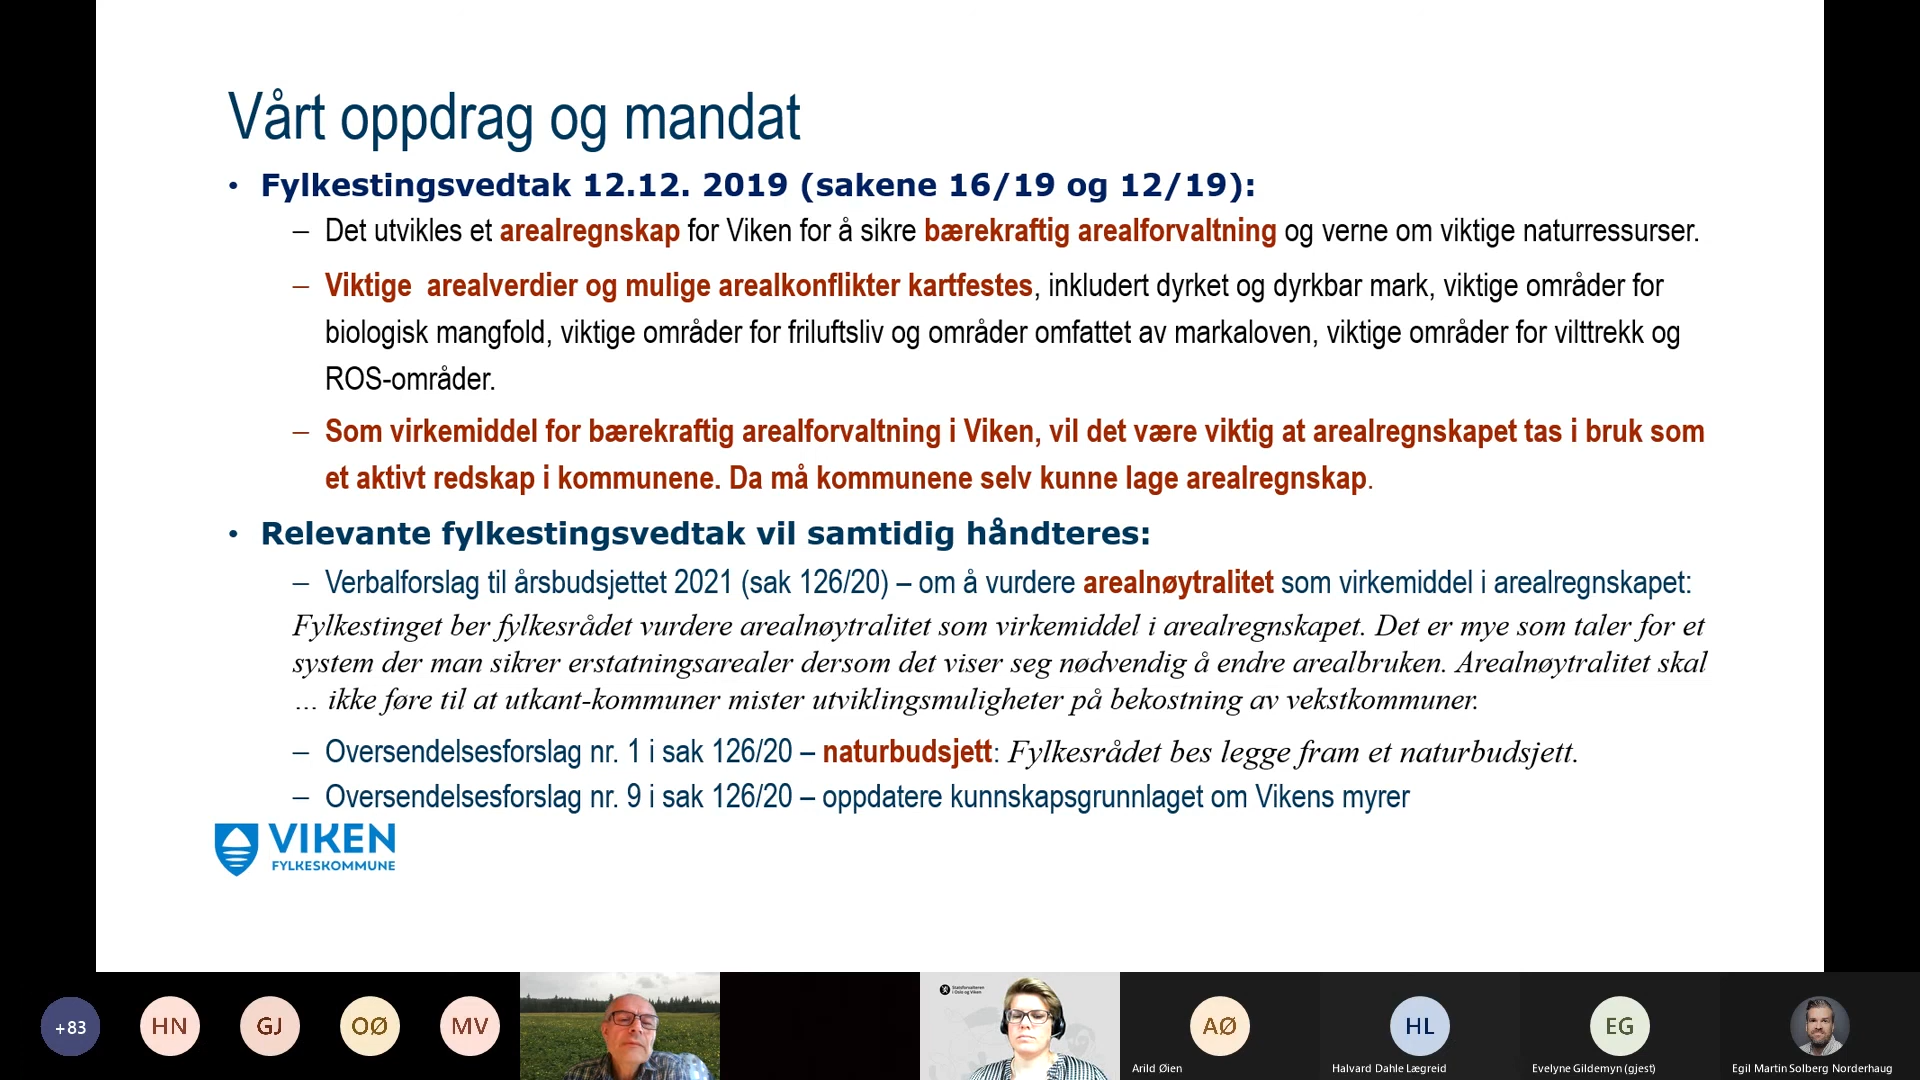 Vårt oppdrag og mandat
• Fylkestingsvedtak 12.12. 2019 (sakene 16/19 og 12/19):
– Det utvikles et arealregnskap for Viken for å sikre bærekraftig arealforvaltning og verne om viktige naturressurser.
– Viktige  arealverdier og mulige arealkonflikter kartfestes, inkludert dyrket og dyrkbar mark, viktige områder for
biologisk mangfold, viktige områder for friluftsliv og områder omfattet av markaloven, viktige områder for vilttrekk og
ROS-områder.
– Som virkemiddel for bærekraftig arealforvaltning i Viken, vil det være viktig at arealregnskapet tas i bruk som
et aktivt redskap i kommunene. Da må kommunene selv kunne lage arealregnskap.
• Relevante fylkestingsvedtak vil samtidig håndteres:
– Verbalforslag til årsbudsjettet 2021 (sak 126/20) – om å vurdere arealnøytralitet som virkemiddel i arealregnskapet:
Fylkestinget ber fylkesrådet vurdere arealnøytralitet som virkemiddel i arealregnskapet. Det er mye som taler for et
system der man sikrer erstatningsarealer dersom det viser seg nødvendig å endre arealbruken. Arealnøytralitet skal
… ikke føre til at utkant-kommuner mister utviklingsmuligheter på bekostning av vekstkommuner.
– Oversendelsesforslag nr. 1 i sak 126/20 – naturbudsjett: Fylkesrådet bes legge fram et naturbudsjett.
– Oversendelsesforslag nr. 9 i sak 126/20 – oppdatere kunnskapsgrunnlaget om Vikens myrer
VIKEN
FYLKESKOMMUNE
+83 HN GJ OØ MV
Statsforvalteren
i Oslo og Viken
AØ HL EG
Arild Øien Halvard Dahle Lægreid Evelyne Gildemyn (gjest) Egil Martin Solberg Norderhaug